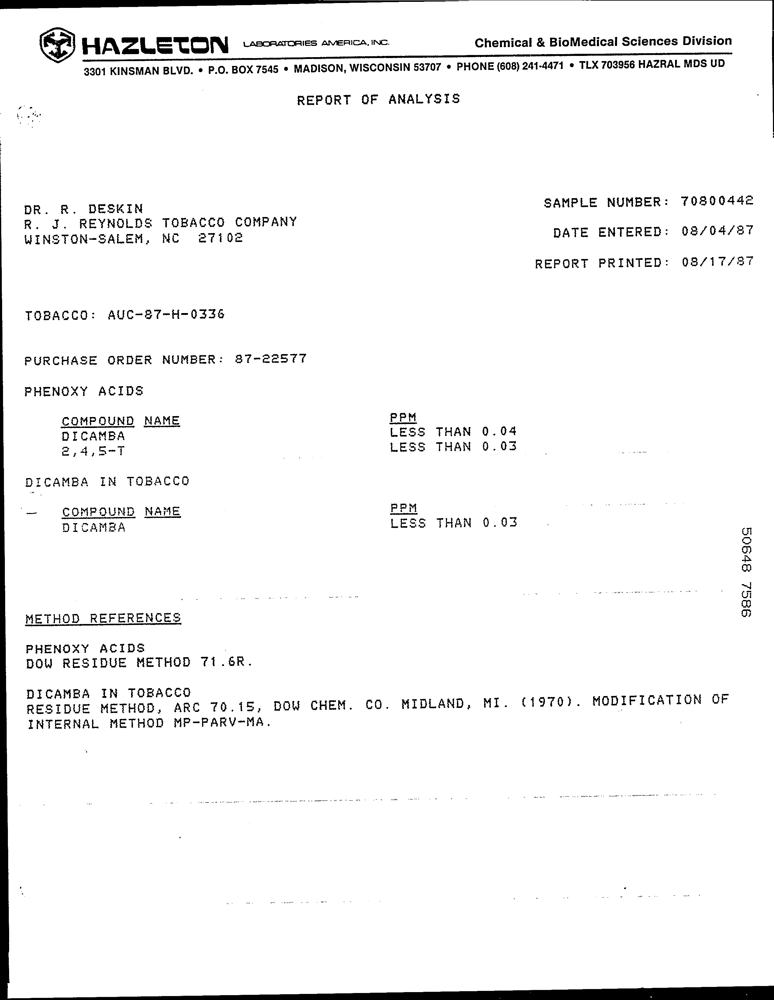 HAZLETON LABORATORIES AMERICA, INC. Chemical & BioMedical Sciences Division
3301 KINSMAN BLVD. • P.O. BOX 7545 • MADISON, WISCONSIN 53707 • PHONE (608) 241-4471 • TLX 703956 HAZRAL MDS UD
REPORT OF ANALYSIS
DR. R. DESKIN
R. J. REYNOLDS TOBACCO COMPANY
WINSTON-SALEM, NC 27102
SAMPLE NUMBER: 70800442
DATE ENTERED: 08/04/87
REPORT PRINTED: 08/17/87
TOBACCO: AUC-87-H-0336
PURCHASE ORDER NUMBER: 87-22577
PHENOXY ACIDS
COMPOUND NAME PPM
DICAMBA LESS THAN 0.04
2,4,5-T LESS THAN 0.03
DICAMBA IN TOBACCO
COMPOUND NAME PPM
DICAMBA LESS THAN 0.03
50648 7586
METHOD REFERENCES
PHENOXY ACIDS
DOW RESIDUE METHOD 71.6R.
DICAMBA IN TOBACCO
RESIDUE METHOD, ARC 70.15, DOW CHEM. CO. MIDLAND, MI. (1970). MODIFICATION OF
INTERNAL METHOD MP-PARV-MA.